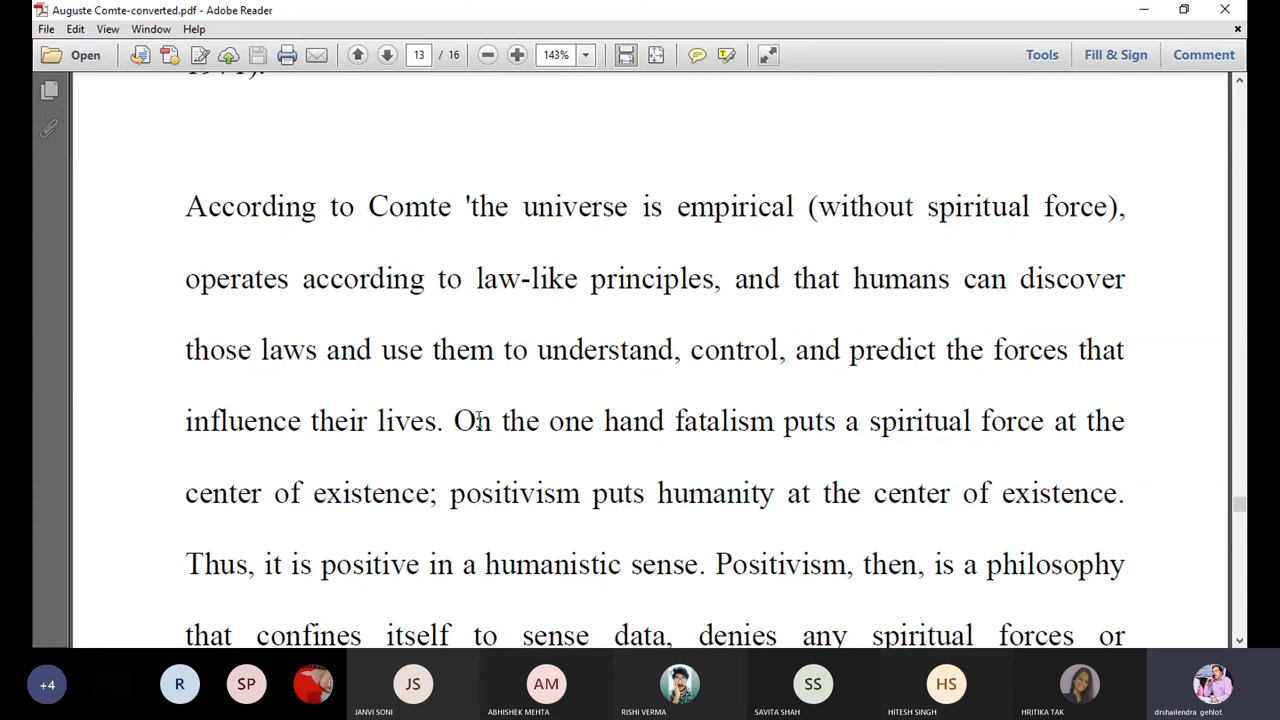 Auguste Comte-converted.pdf - Adobe Reader
File Edit View Window Help
Open 13 / 16 143% Tools Fill & Sign Comment
According to Comte 'the universe is empirical (without spiritual force),
operates according to law-like principles, and that humans can discover
those laws and use them to understand, control, and predict the forces that
influence their lives. On the one hand fatalism puts a spiritual force at the
center of existence; positivism puts humanity at the center of existence.
Thus, it is positive in a humanistic sense. Positivism, then, is a philosophy
that confines itself to sense data, denies any spiritual forces or
+4 R SP JS AM SS HS
JANVI SONI ABHISHEK MEHTA RISHI VERMA SAVITA SHAH HITESH SINGH HRITIKA TAK drshailendra gehlot